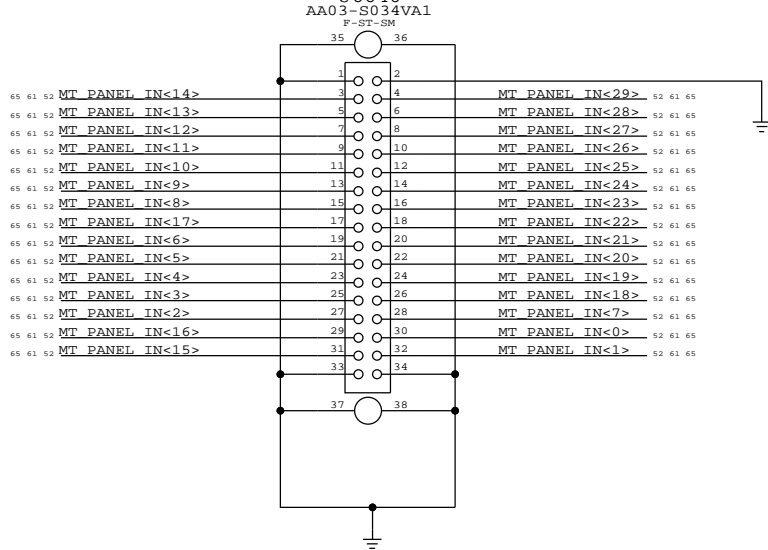 AA03-S034VA1
F-ST-SM
35 36
1 2
65 61 52 MT_PANEL_IN<14> 3 4 MT_PANEL_IN<29> 52 61 65
65 61 52 MT_PANEL_IN<13> 5 6 MT_PANEL_IN<28> 52 61 65
65 61 52 MT_PANEL_IN<12> 7 8 MT_PANEL_IN<27> 52 61 65
65 61 52 MT_PANEL_IN<11> 9 10 MT_PANEL_IN<26> 52 61 65
65 61 52 MT_PANEL_IN<10> 11 12 MT_PANEL_IN<25> 52 61 65
65 61 52 MT_PANEL_IN<9> 13 14 MT_PANEL_IN<24> 52 61 65
65 61 52 MT_PANEL_IN<8> 15 16 MT_PANEL_IN<23> 52 61 65
65 61 52 MT_PANEL_IN<17> 17 18 MT_PANEL_IN<22> 52 61 65
65 61 52 MT_PANEL_IN<6> 19 20 MT_PANEL_IN<21> 52 61 65
65 61 52 MT_PANEL_IN<5> 21 22 MT_PANEL_IN<20> 52 61 65
65 61 52 MT_PANEL_IN<4> 23 24 MT_PANEL_IN<19> 52 61 65
65 61 52 MT_PANEL_IN<3> 25 26 MT_PANEL_IN<18> 52 61 65
65 61 52 MT_PANEL_IN<2> 27 28 MT_PANEL_IN<7> 52 61 65
65 61 52 MT_PANEL_IN<16> 29 30 MT_PANEL_IN<0> 52 61 65
65 61 52 MT_PANEL_IN<15> 31 32 MT_PANEL_IN<1> 52 61 65
33 34
37 38